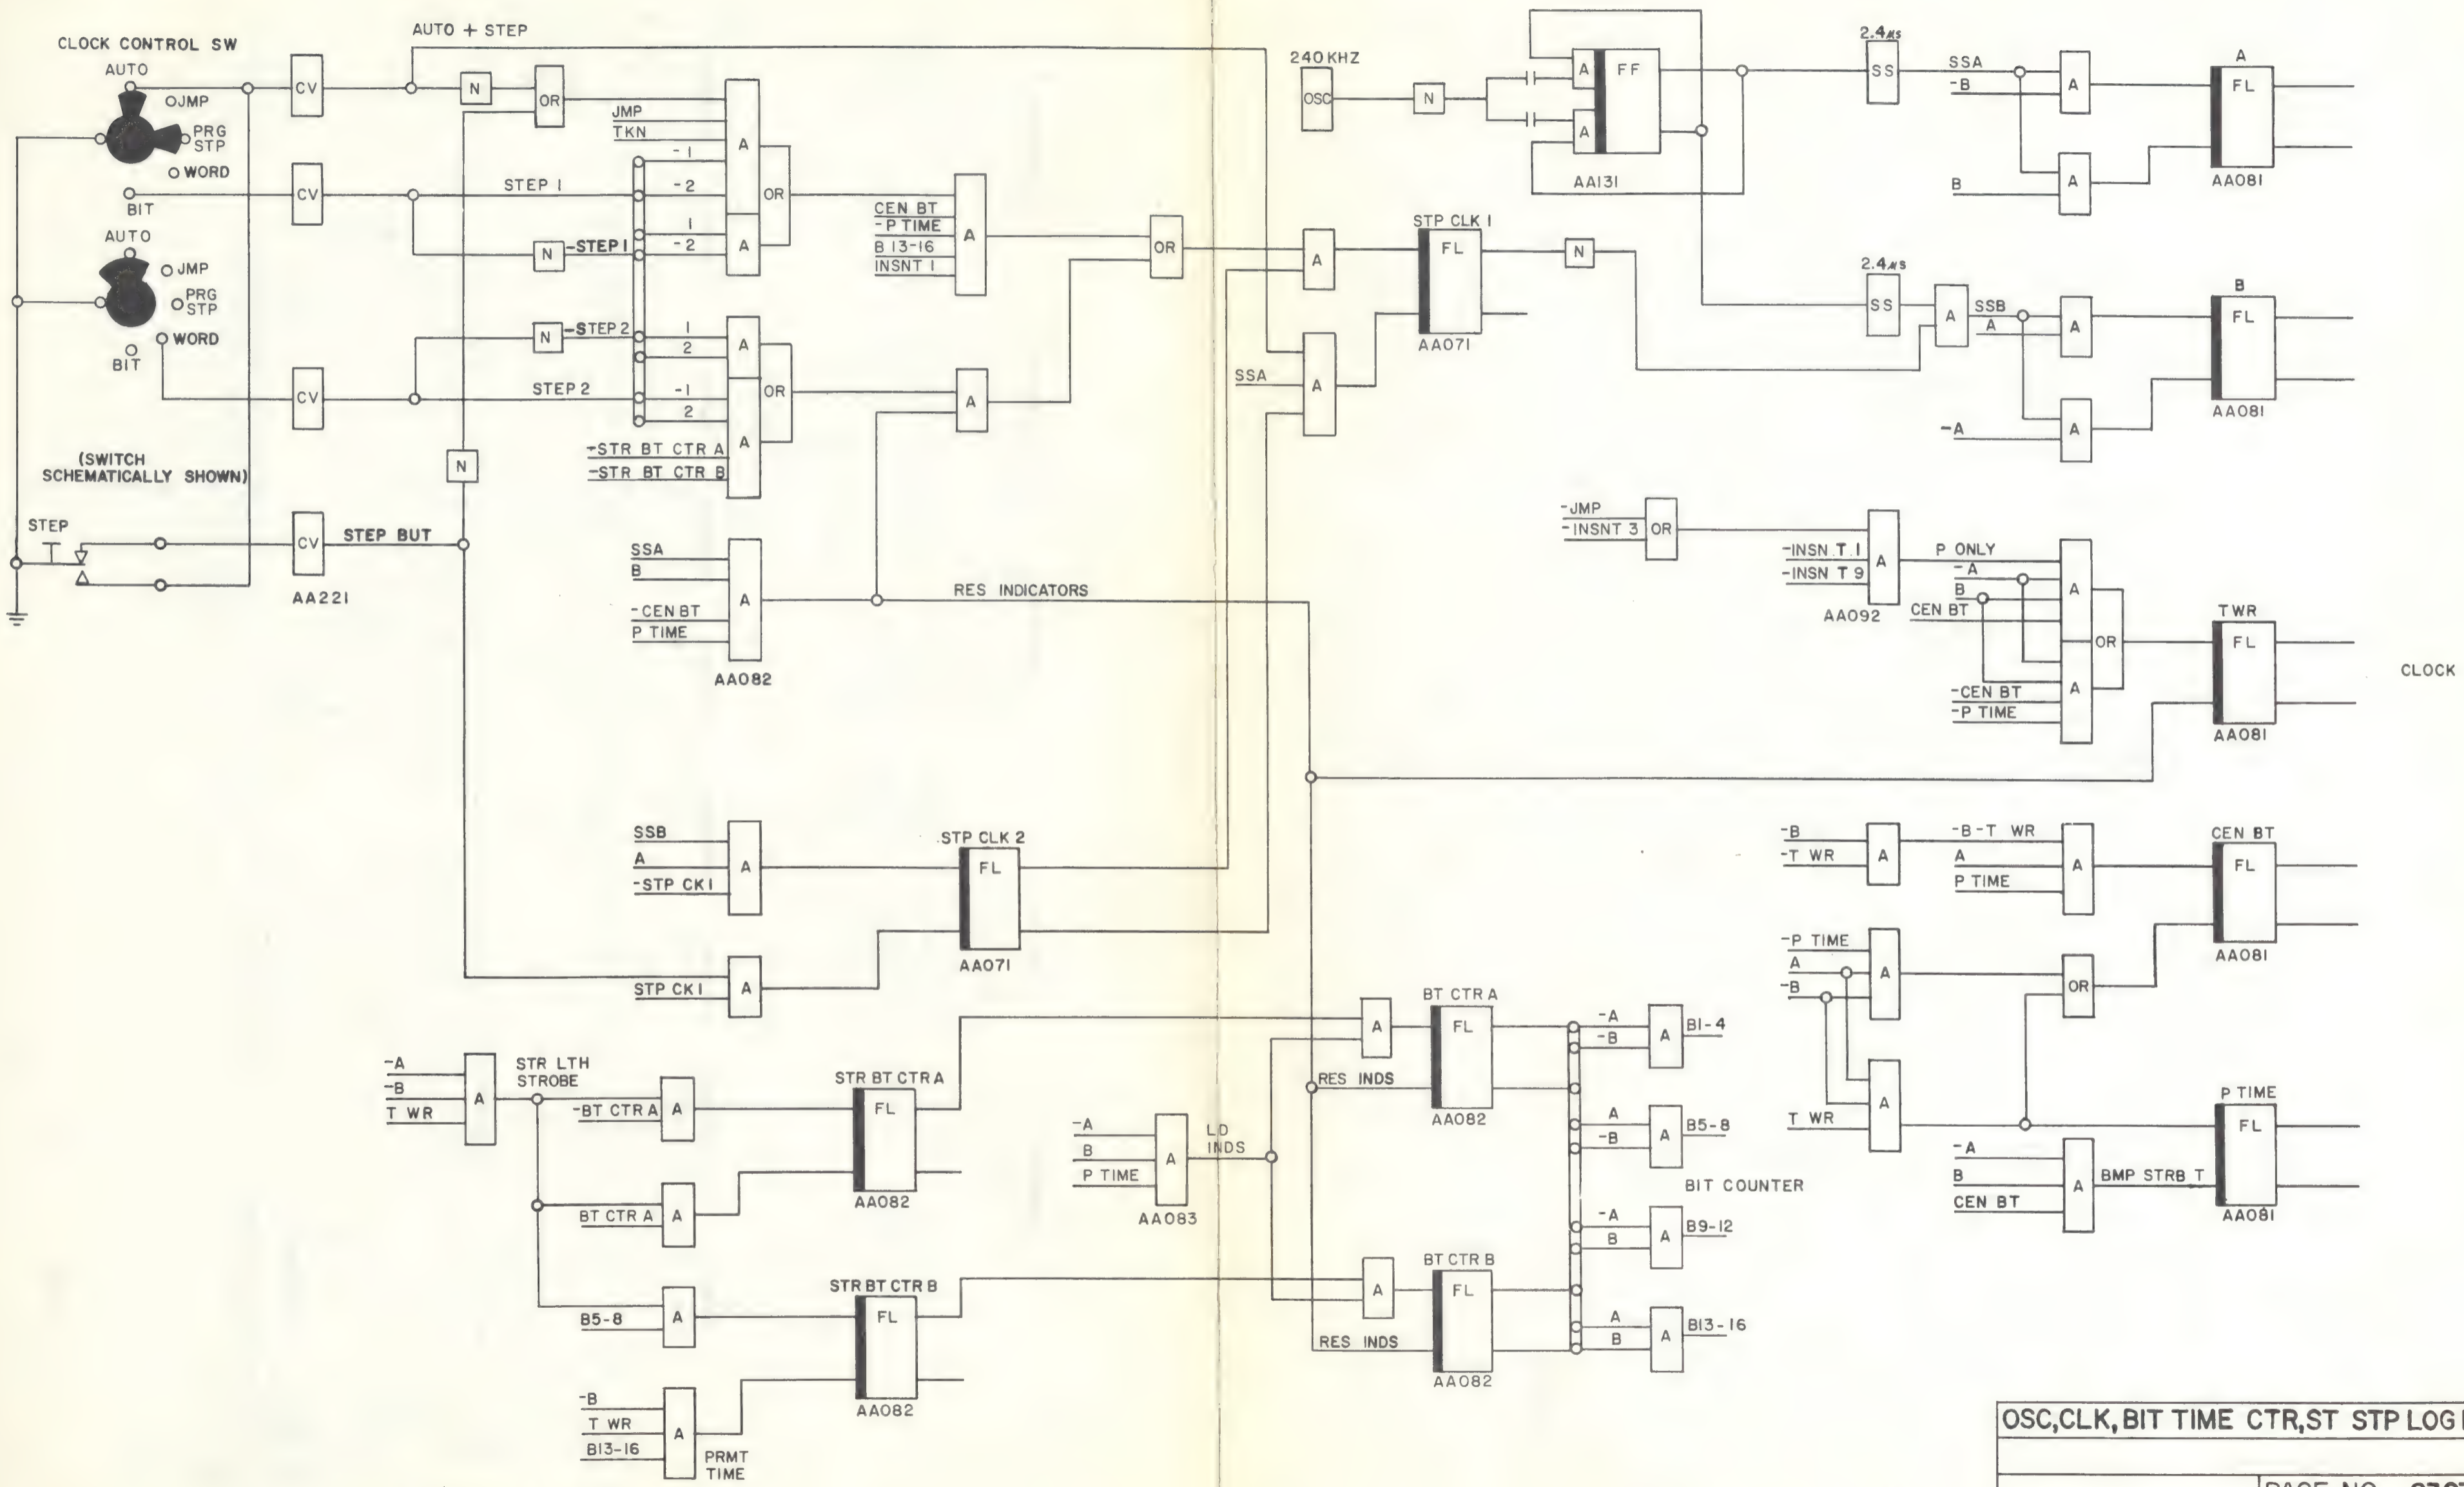 CLOCK CONTROL SW
AUTO
JMP
PRG
STP
WORD
BIT
AUTO
JMP
PRG
STP
WORD
BIT
(SWITCH
SCHEMATICALLY SHOWN)
STEP
CV
CV
CV
CV
AA221
STEP BUT
AUTO + STEP
N
OR
N
STEP 1
N
-STEP 1
N
-STEP 2
STEP 2
JMP
TKN
-1
-2
1
-2
A
A
OR
1
2
-1
2
-STR BT CTR A
-STR BT CTR B
A
A
OR
CEN BT
-P TIME
B 13-16
INSNT 1
A
A
OR
SSA
B
-CEN BT
P TIME
A
AA082
RES INDICATORS
SSB
A
-STP CK1
A
STP CLK 2
FL
AA071
STP CK1
A
-A
-B
T WR
A
STR LTH
STROBE
-BT CTR A
A
STR BT CTR A
FL
AA082
BT CTR A
A
B5-8
A
STR BT CTR B
FL
AA082
-B
T WR
B13-16
A
PRMT
TIME
240 KHZ
OSC
N
A
A
FF
AA131
2.4μs
SS
SSA
-B
A
B
A
A
FL
AA081
A
SSA
A
STP CLK 1
FL
AA071
N
2.4μs
SS
A
SSB
A
A
-A
A
B
FL
AA081
-JMP
-INSNT 3
OR
-INSN T 1
-INSN T 9
A
AA092
P ONLY
-A
B
CEN BT
A
-CEN BT
-P TIME
A
OR
T WR
FL
AA081
CLOCK
-B
-T WR
A
-B-T WR
A
P TIME
A
CEN BT
FL
AA081
-P TIME
A
-B
A
OR
T WR
A
-A
B
CEN BT
A
BMP STRB T
P TIME
FL
AA081
-A
B
P TIME
A
AA083
LD
INDS
A
BT CTR A
FL
AA082
RES INDS
A
BT CTR B
FL
AA082
RES INDS
-A
-B
A
B1-4
A
-B
A
B5-8
BIT COUNTER
-A
B
A
B9-12
A
B
A
B13-16
OSC,CLK,BIT TIME CTR,ST STP LOG
PAGE NO.